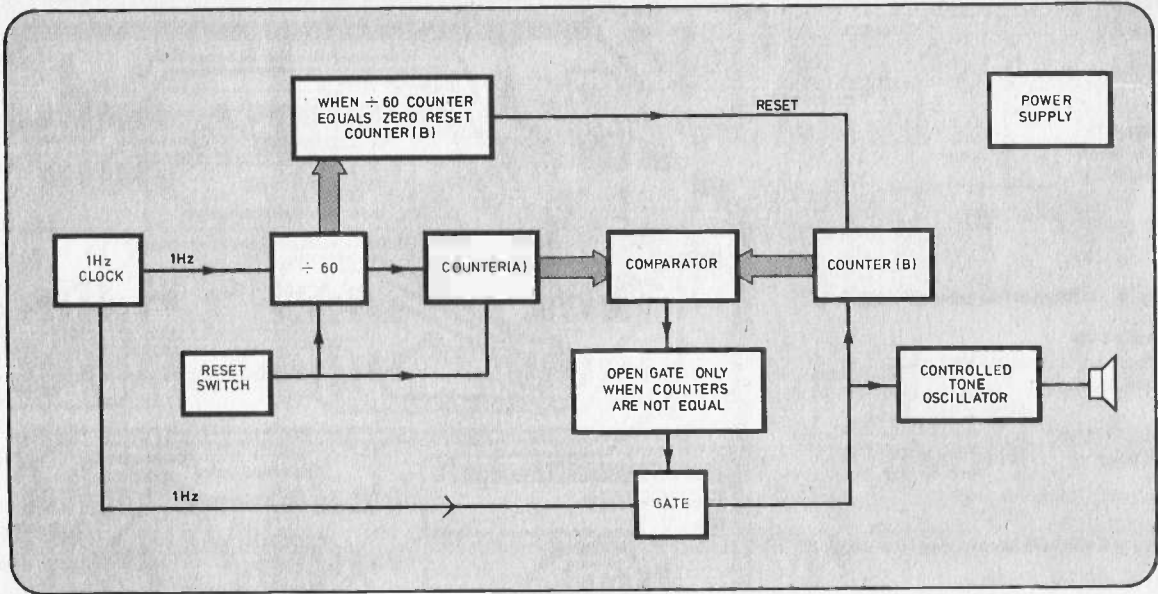 WHEN ÷ 60 COUNTER
EQUALS ZERO RESET
COUNTER (B)
RESET
POWER
SUPPLY
1Hz
CLOCK
1Hz
÷ 60
COUNTER(A)
COMPARATOR
COUNTER (B)
RESET
SWITCH
OPEN GATE ONLY
WHEN COUNTERS
ARE NOT EQUAL
CONTROLLED
TONE
OSCILLATOR
1Hz
GATE